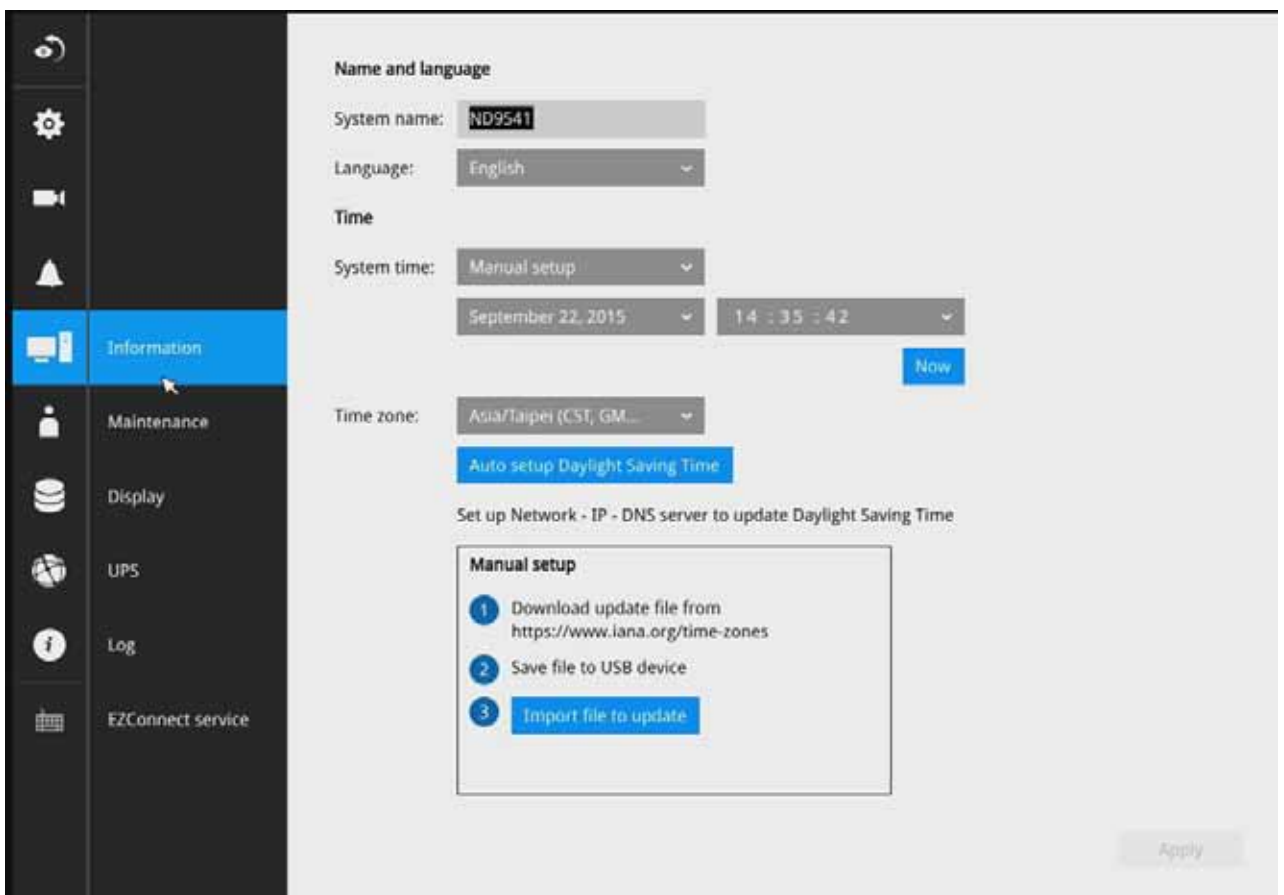 Name and language
System name: ND9541
Language: English
Time
System time: Manual setup
September 22, 2015 14 : 35 : 42
Now
Time zone: Asia/Taipei (CST, GM...
Auto setup Daylight Saving Time
Set up Network - IP - DNS server to update Daylight Saving Time
Manual setup
1 Download update file from
https://www.iana.org/time-zones
2 Save file to USB device
3 Import file to update
Apply
Information
Maintenance
Display
UPS
Log
EZConnect service